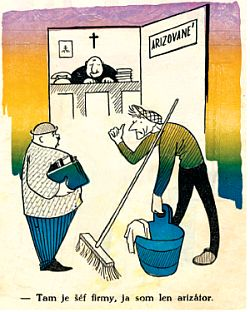 ARIZOVANÉ
— Tam je šéf firmy, ja som len arizátor.